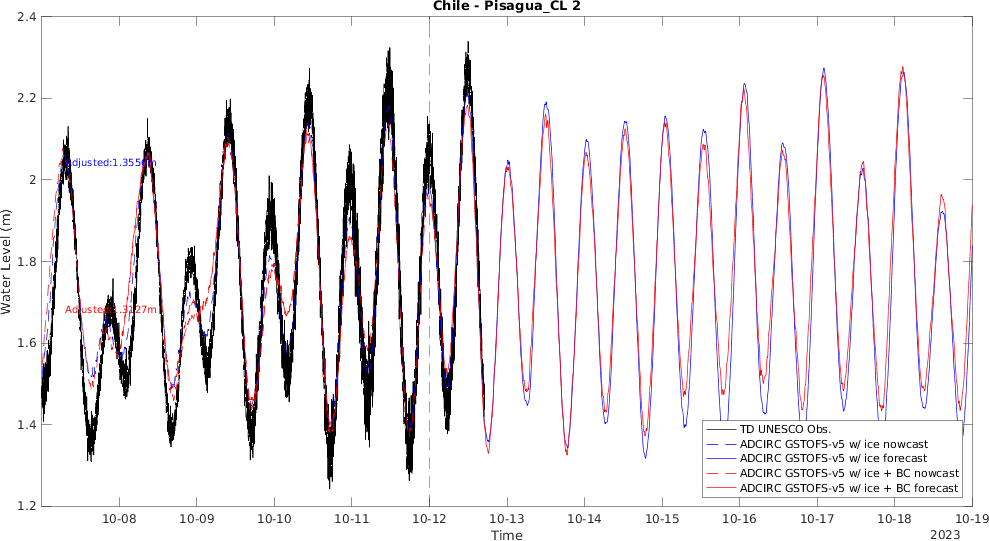 Chile - Pisagua_CL 2
Water Level (m)
2.4
2.2
2
1.8
1.6
1.4
1.2
Adjusted:1.355 m
Adjusted:1.3127m
TD UNESCO Obs.
ADCIRC GSTOFS-v5 w/ ice nowcast
ADCIRC GSTOFS-v5 w/ ice forecast
ADCIRC GSTOFS-v5 w/ ice + BC nowcast
ADCIRC GSTOFS-v5 w/ ice + BC forecast
10-08 10-09 10-10 10-11 10-12 10-13 10-14 10-15 10-16 10-17 10-18 10-19
Time
2023